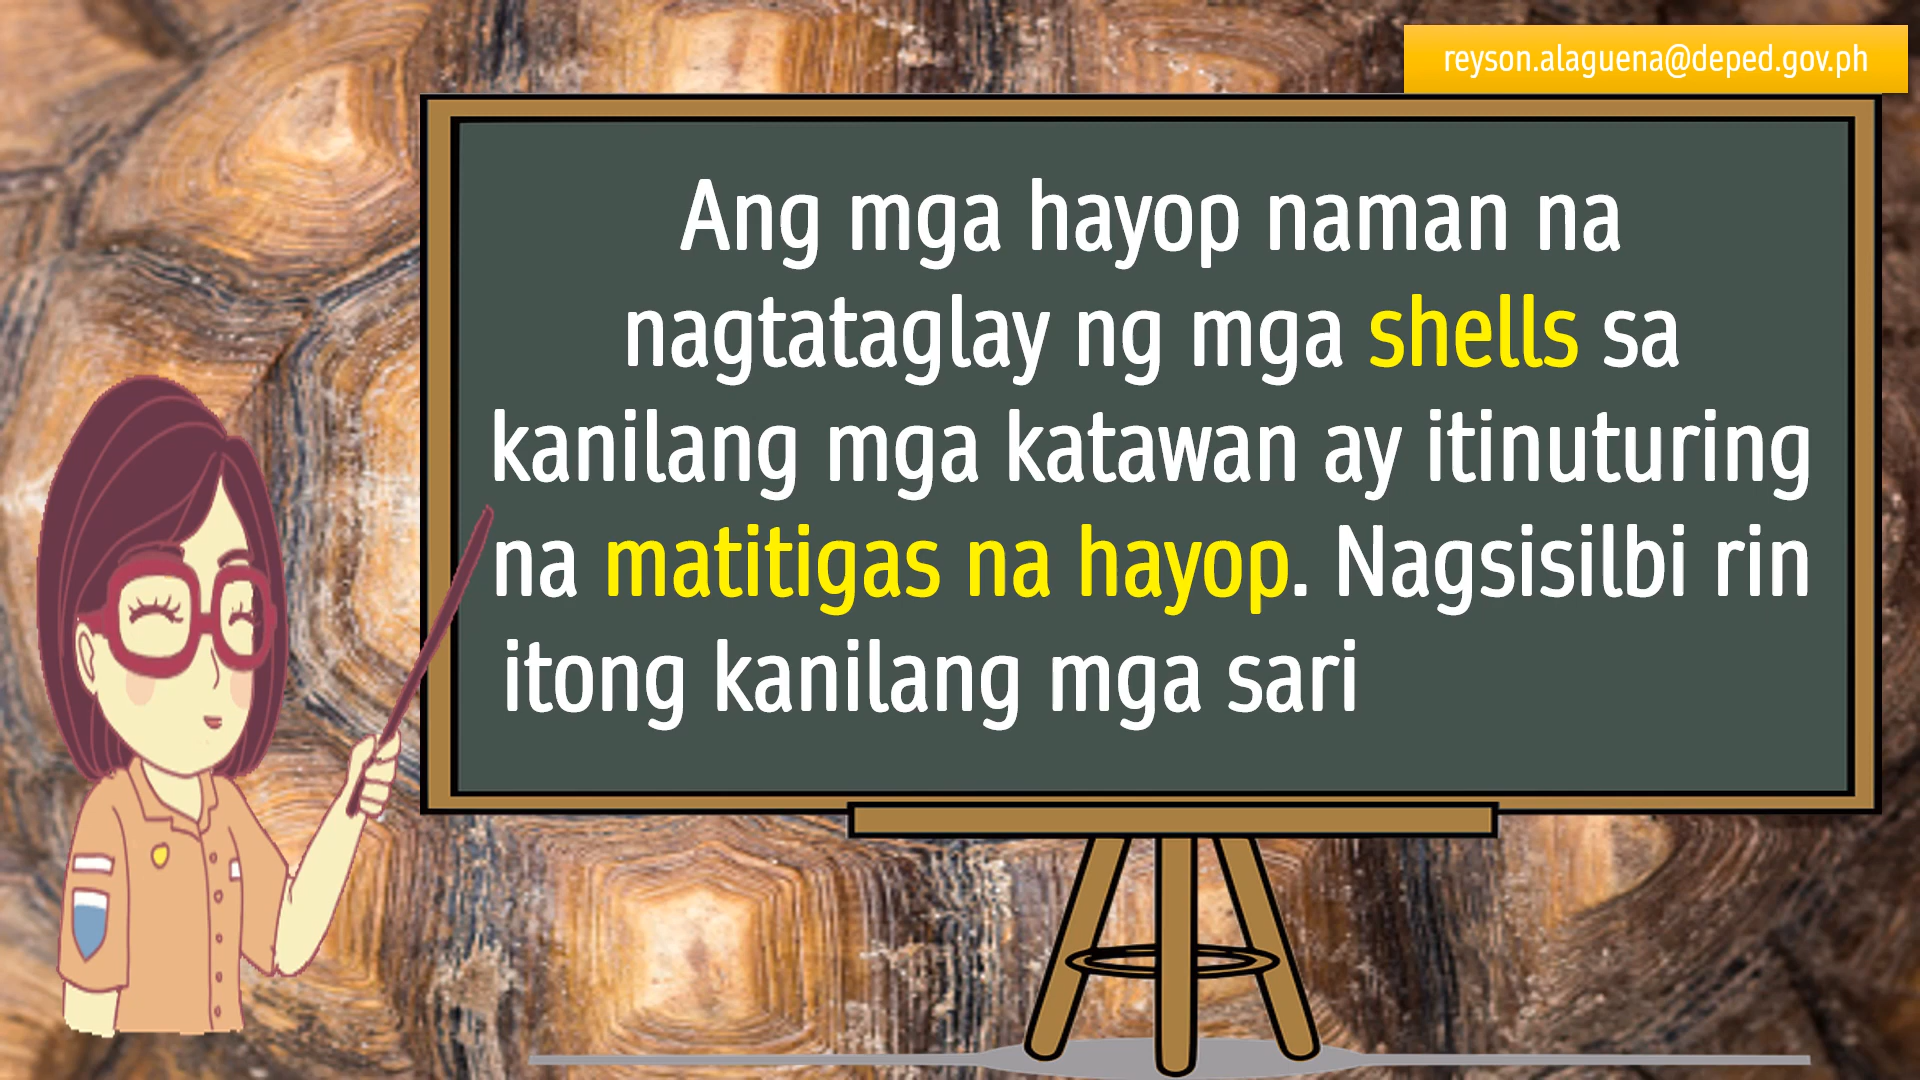 reyson.alaguena@deped.gov.ph
Ang mga hayop naman na
nagtataglay ng mga shells sa
kanilang mga katawan ay itinuturing
na matitigas na hayop. Nagsisilbi rin
itong kanilang mga sari